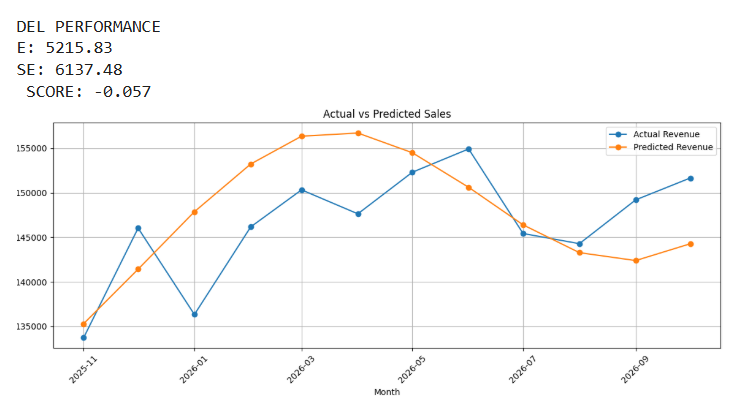 DEL PERFORMANCE
E: 5215.83
SE: 6137.48
SCORE: -0.057
Actual vs Predicted Sales
Actual Revenue
Predicted Revenue
155000
150000
145000
140000
135000
2025-11
2026-01
2026-03
2026-05
2026-07
2026-09
Month